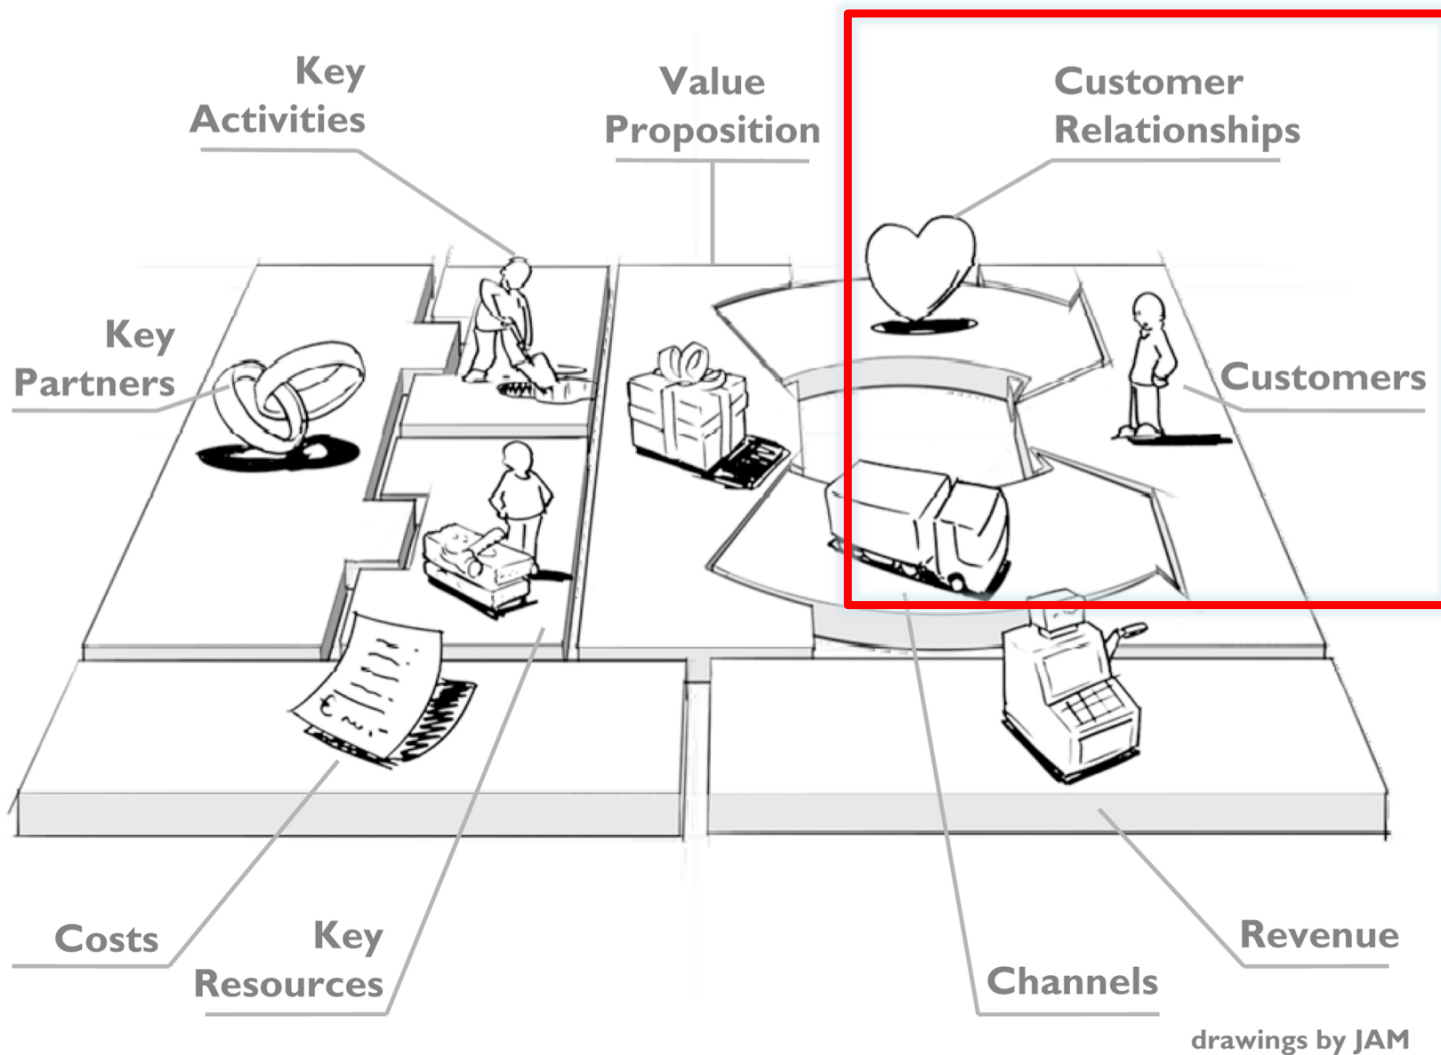 Key
Activities
Value
Proposition
Customer
Relationships
Key
Partners
Customers
Costs
Key
Resources
Channels
Revenue
drawings by JAM